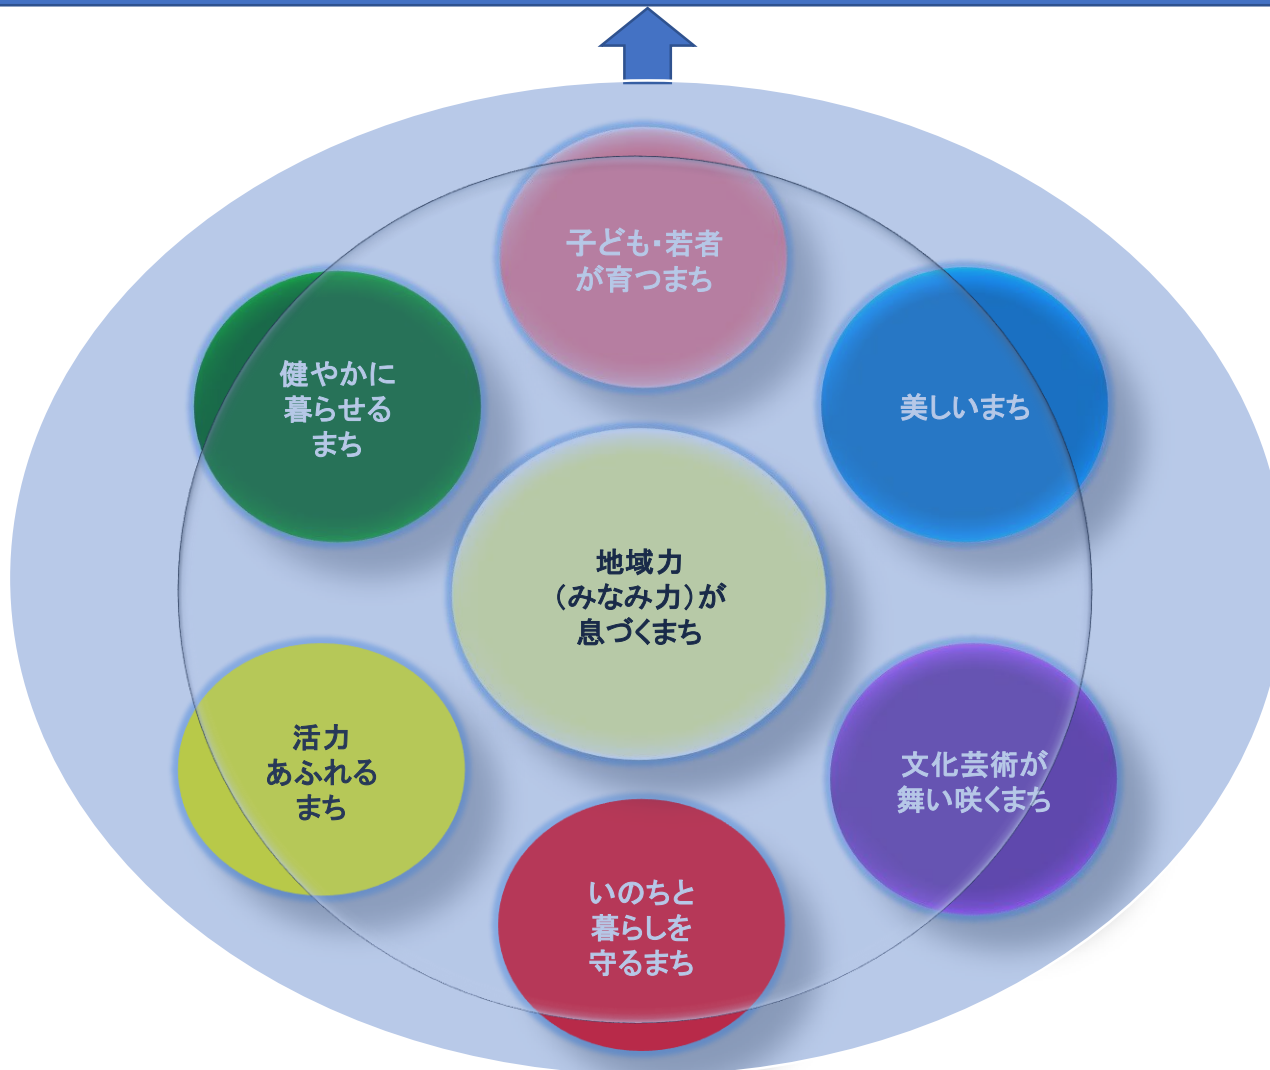 子ども・若者
が育つまち
健やかに
暮らせる
まち
美しいまち
地域力
（みなみ力）が
息づくまち
活力
あふれる
まち
文化芸術が
舞い咲くまち
いのちと
暮らしを
守るまち